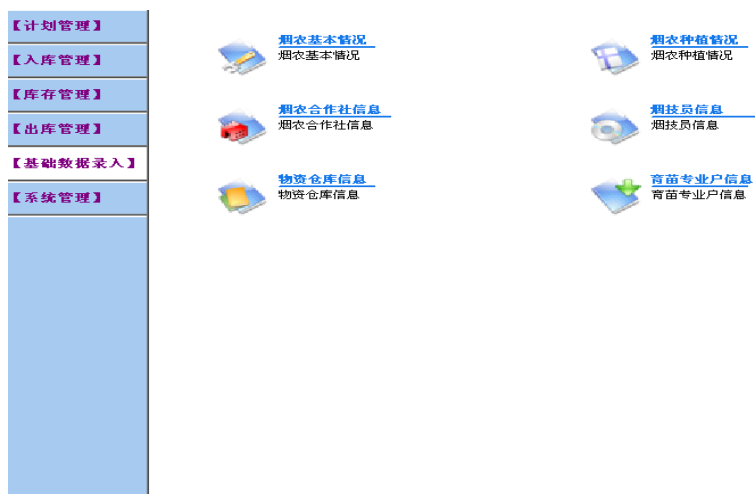 【计划管理】
【入库管理】
【库存管理】
【出库管理】
【基础数据录入】
【系统管理】
烟农基本情况
烟农基本情况
烟农种植情况
烟农种植情况
烟农合作社信息
烟农合作社信息
烟技员信息
烟技员信息
物资仓库信息
物资仓库信息
育苗专业户信息
育苗专业户信息